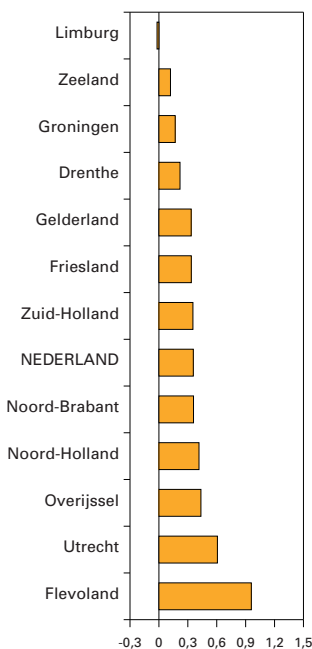 Limburg
Zeeland
Groningen
Drenthe
Gelderland
Friesland
Zuid-Holland
NEDERLAND
Noord-Brabant
Noord-Holland
Overijssel
Utrecht
Flevoland
-0,3 0 0,3 0,6 0,9 1,2 1,5